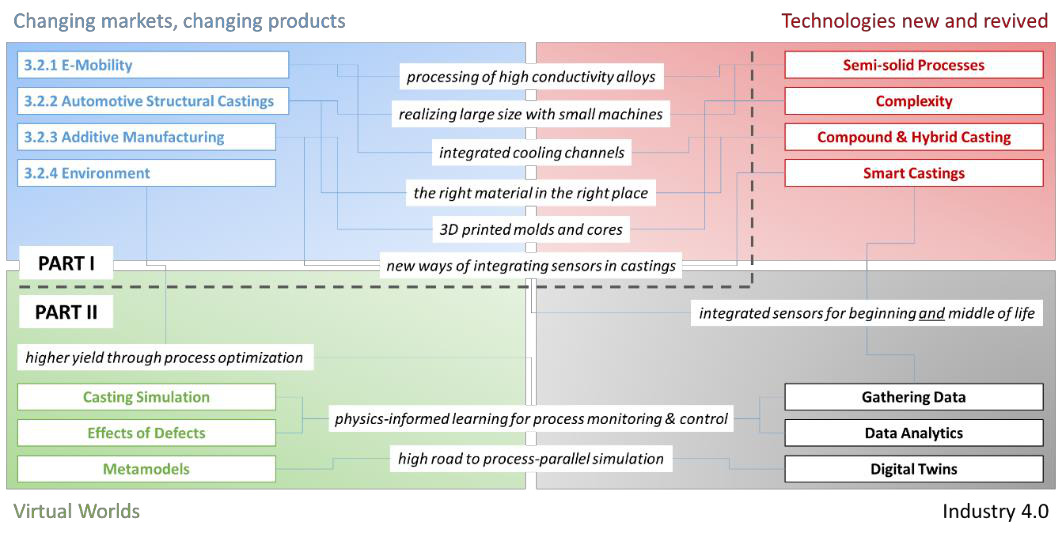 Changing markets, changing products
Technologies new and revived
3.2.1 E-Mobility
processing of high conductivity alloys
Semi-solid Processes
3.2.2 Automotive Structural Castings
realizing large size with small machines
Complexity
3.2.3 Additive Manufacturing
integrated cooling channels
Compound & Hybrid Casting
3.2.4 Environment
the right material in the right place
Smart Castings
3D printed molds and cores
PART I
new ways of integrating sensors in castings
PART II
integrated sensors for beginning and middle of life
higher yield through process optimization
Casting Simulation
physics-informed learning for process monitoring & control
Gathering Data
Effects of Defects
Data Analytics
Metamodels
high road to process-parallel simulation
Digital Twins
Virtual Worlds
Industry 4.0